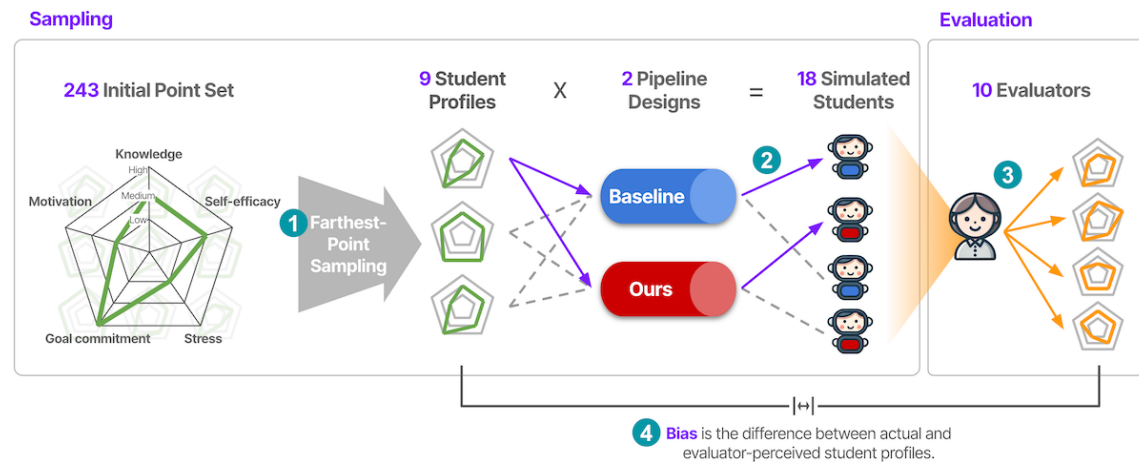 Sampling
Evaluation
243 Initial Point Set
9 Student
Profiles
X
2 Pipeline
Designs
=
18 Simulated
Students
10 Evaluators
Knowledge
High
Medium
Low
Motivation
Self-efficacy
Goal commitment
Stress
1
Farthest-
Point
Sampling
Baseline
Ours
2
3
4 Bias is the difference between actual and
evaluator-perceived student profiles.